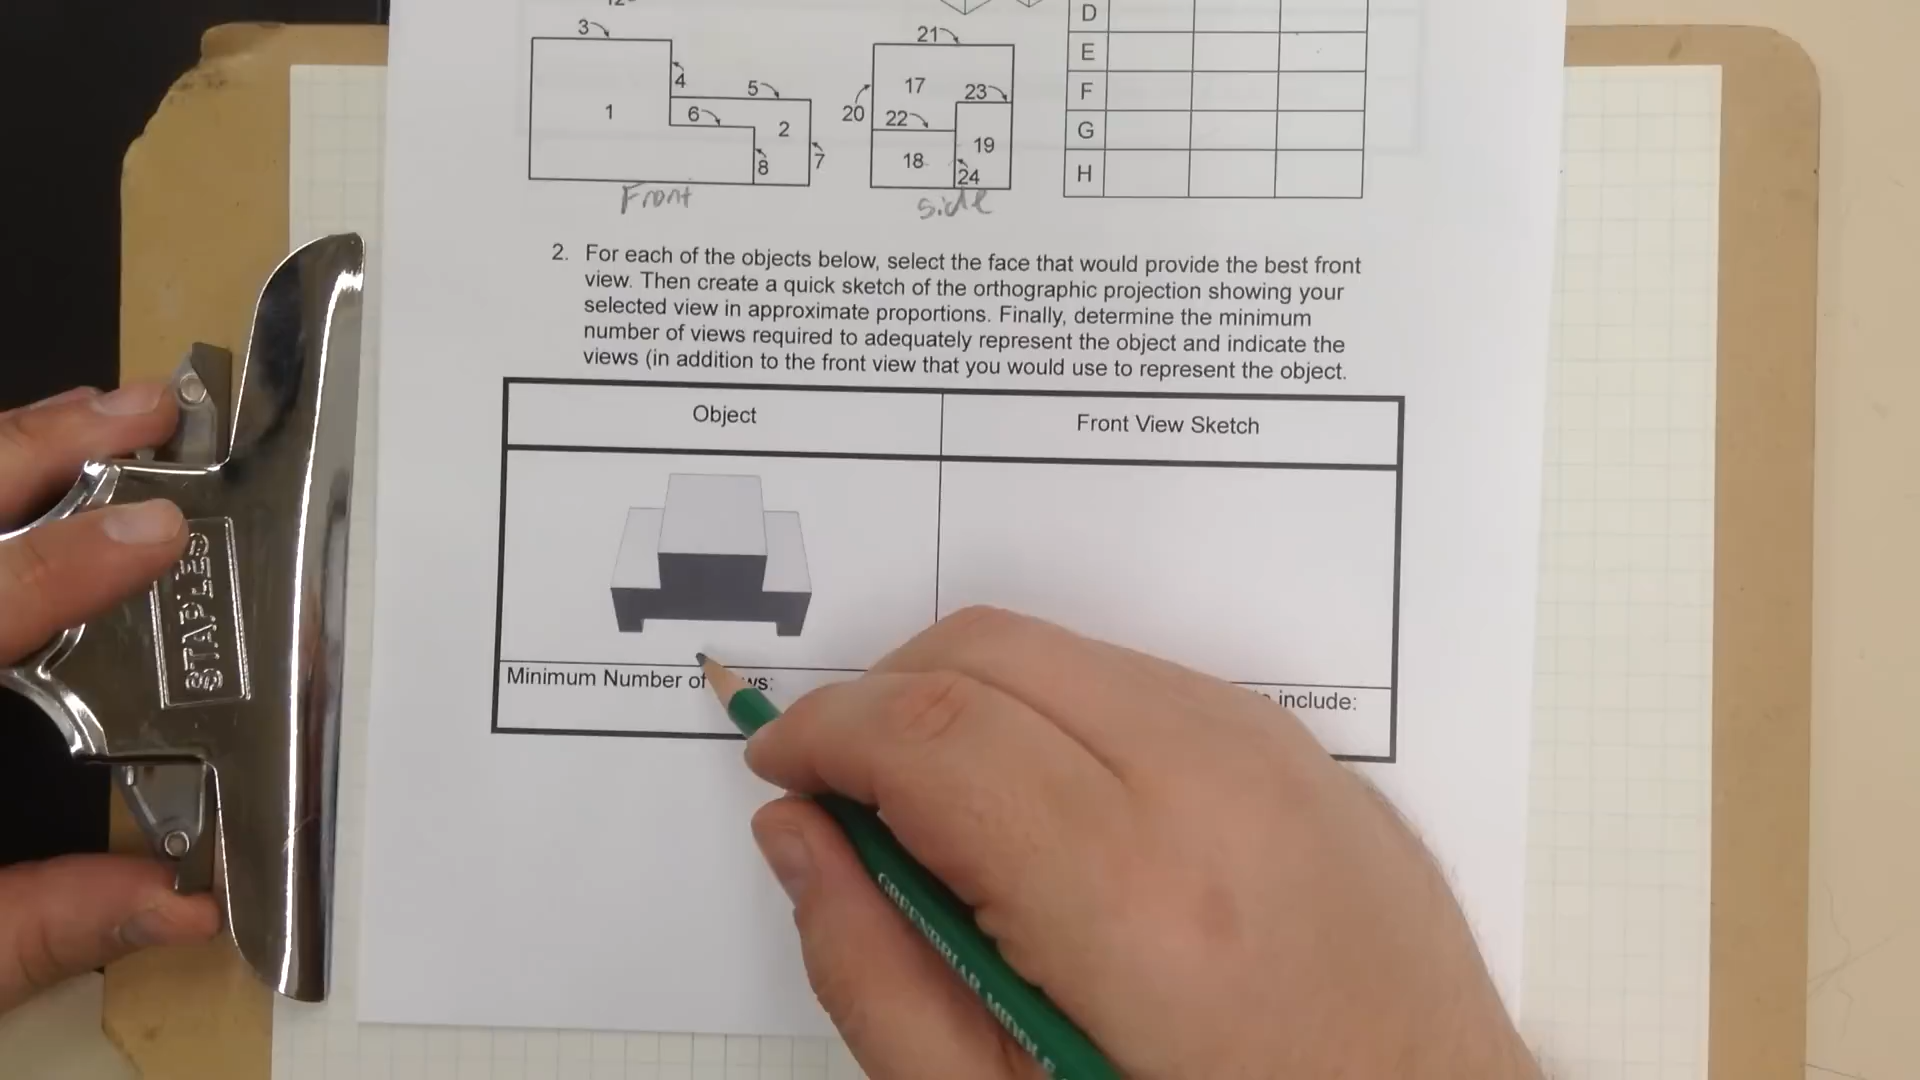 3
4
5
6
1
2
7
8
Front
21
17
23
20
22
19
18
24
side
D
E
F
G
H
2. For each of the objects below, select the face that would provide the best front
view. Then create a quick sketch of the orthographic projection showing your
selected view in approximate proportions. Finally, determine the minimum
number of views required to adequately represent the object and indicate the
views (in addition to the front view that you would use to represent the object.
Object
Front View Sketch
Minimum Number of
include:
STAPLES
GREENBRIAR MIDDLE